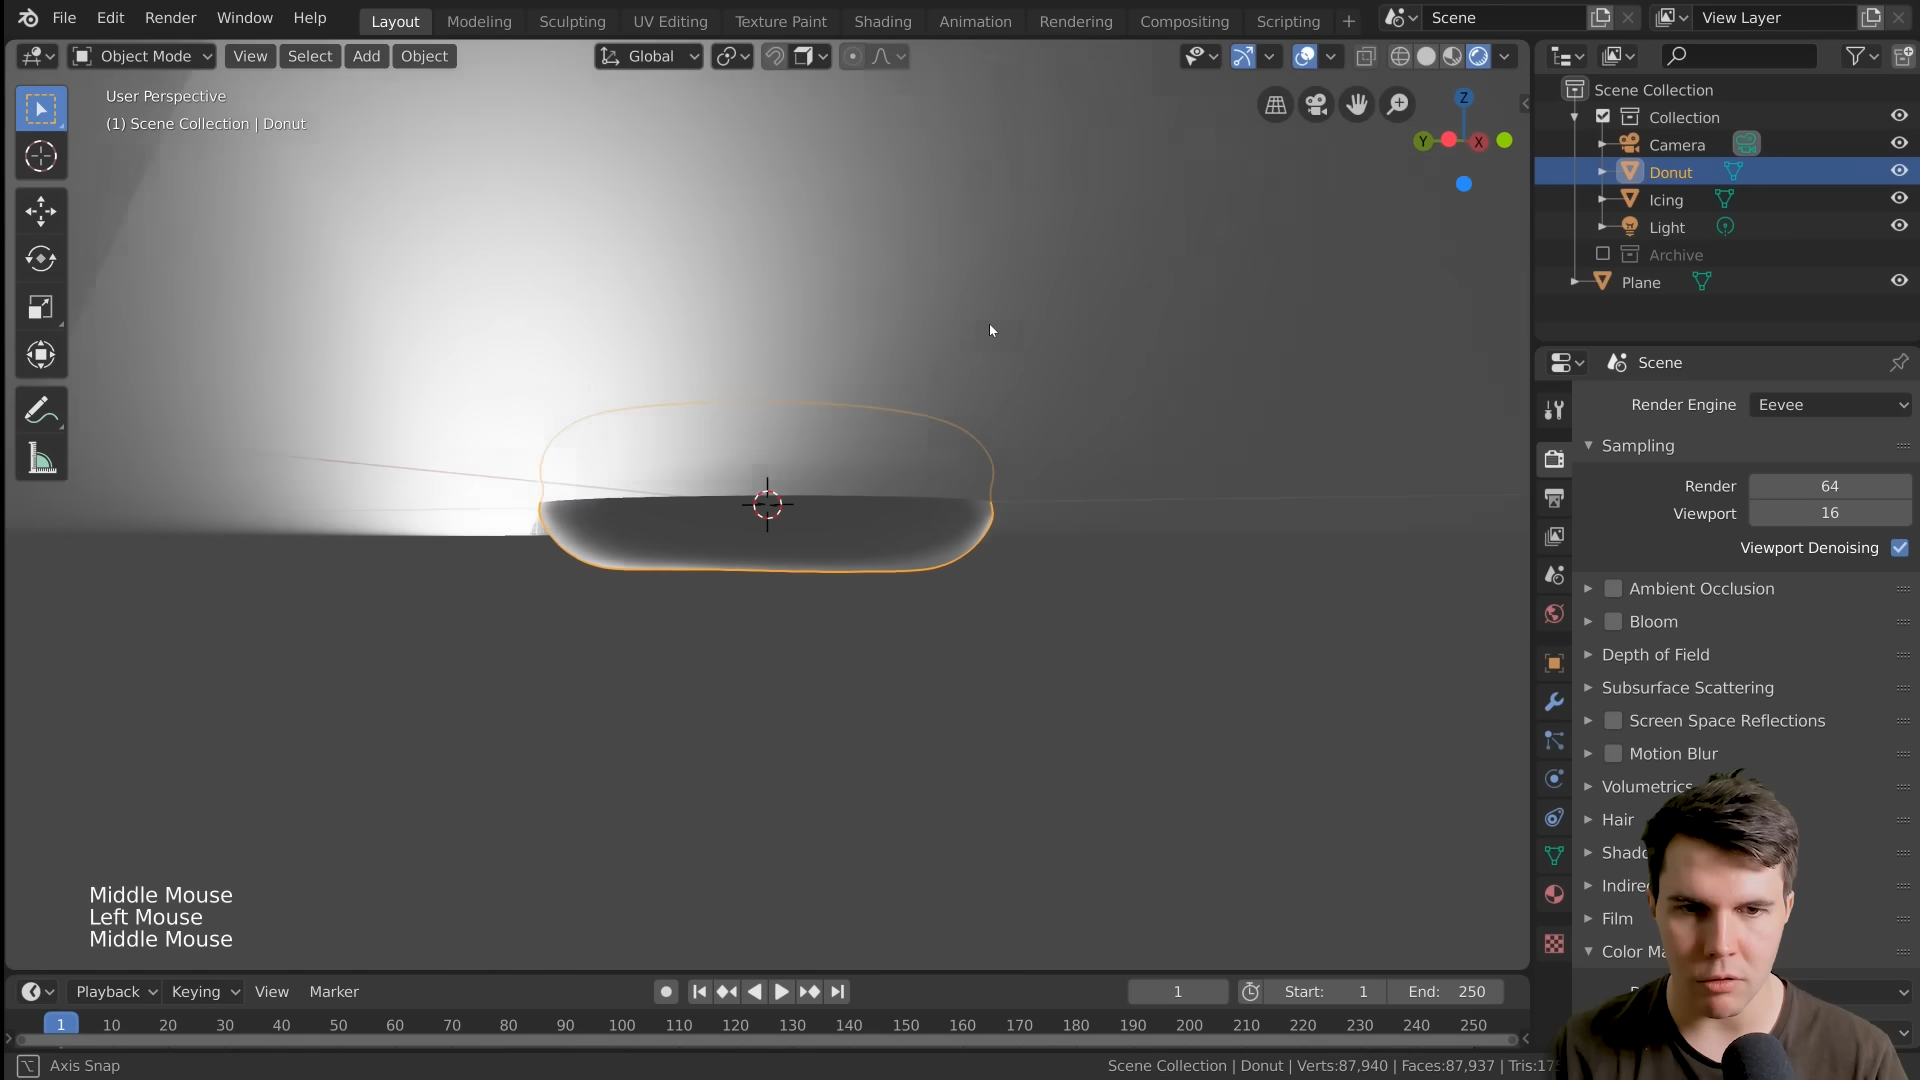 File Edit Render Window Help Layout Modeling Sculpting UV Editing Texture Paint Shading Animation Rendering Compositing Scripting + Scene View Layer
Object Mode View Select Add Object Global
User Perspective
(1) Scene Collection | Donut
Z
Y X
Scene Collection
Collection
Camera
Donut
Icing
Light
Archive
Plane
Scene
Render Engine Eevee
Sampling
Render 64
Viewport 16
Viewport Denoising
Ambient Occlusion
Bloom
Depth of Field
Subsurface Scattering
Screen Space Reflections
Motion Blur
Volumetrics
Hair
Film
Middle Mouse
Left Mouse
Middle Mouse
Playback Keying View Marker 1 Start: 1 End: 250
1 10 20 30 40 50 60 70 80 90 100 110 120 130 140 150 160 170 180 190 200 210 220 230 240 250
Axis Snap Scene Collection | Donut | Verts:87,940 | Faces:87,937 | Tris: